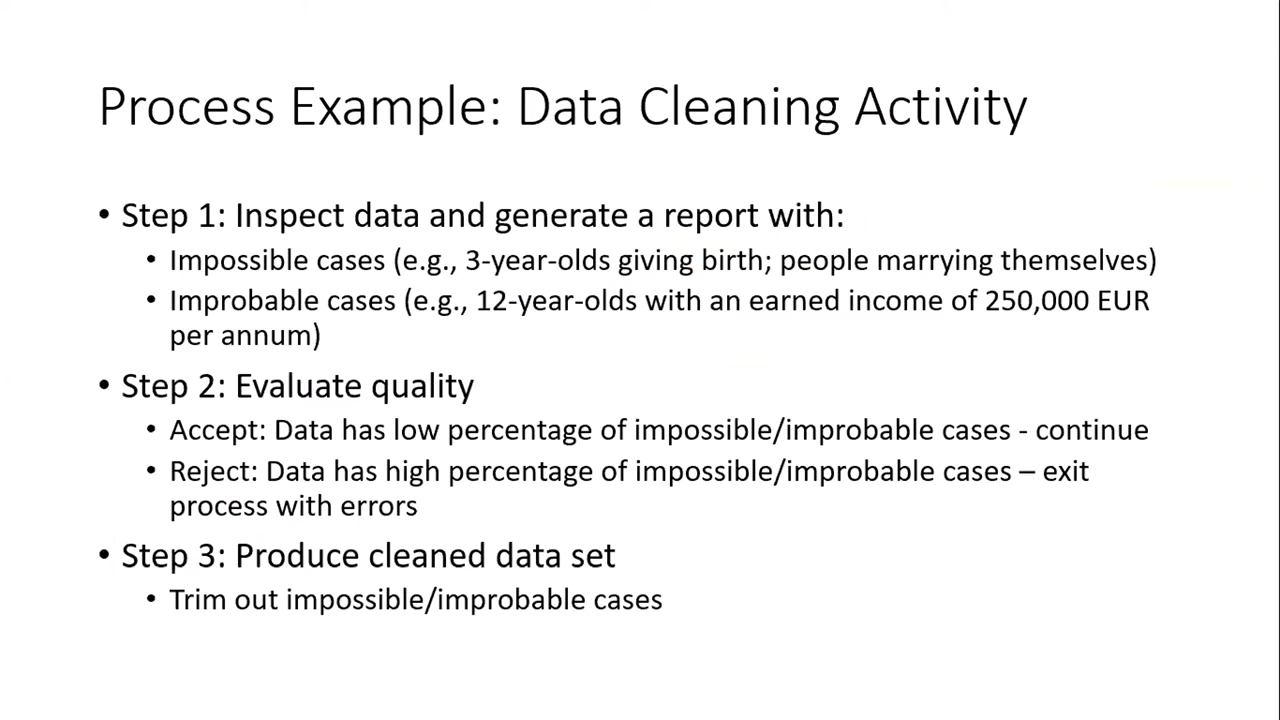 Process Example: Data Cleaning Activity
• Step 1: Inspect data and generate a report with:
• Impossible cases (e.g., 3-year-olds giving birth; people marrying themselves)
• Improbable cases (e.g., 12-year-olds with an earned income of 250,000 EUR
per annum)
• Step 2: Evaluate quality
• Accept: Data has low percentage of impossible/improbable cases - continue
• Reject: Data has high percentage of impossible/improbable cases – exit
process with errors
• Step 3: Produce cleaned data set
• Trim out impossible/improbable cases